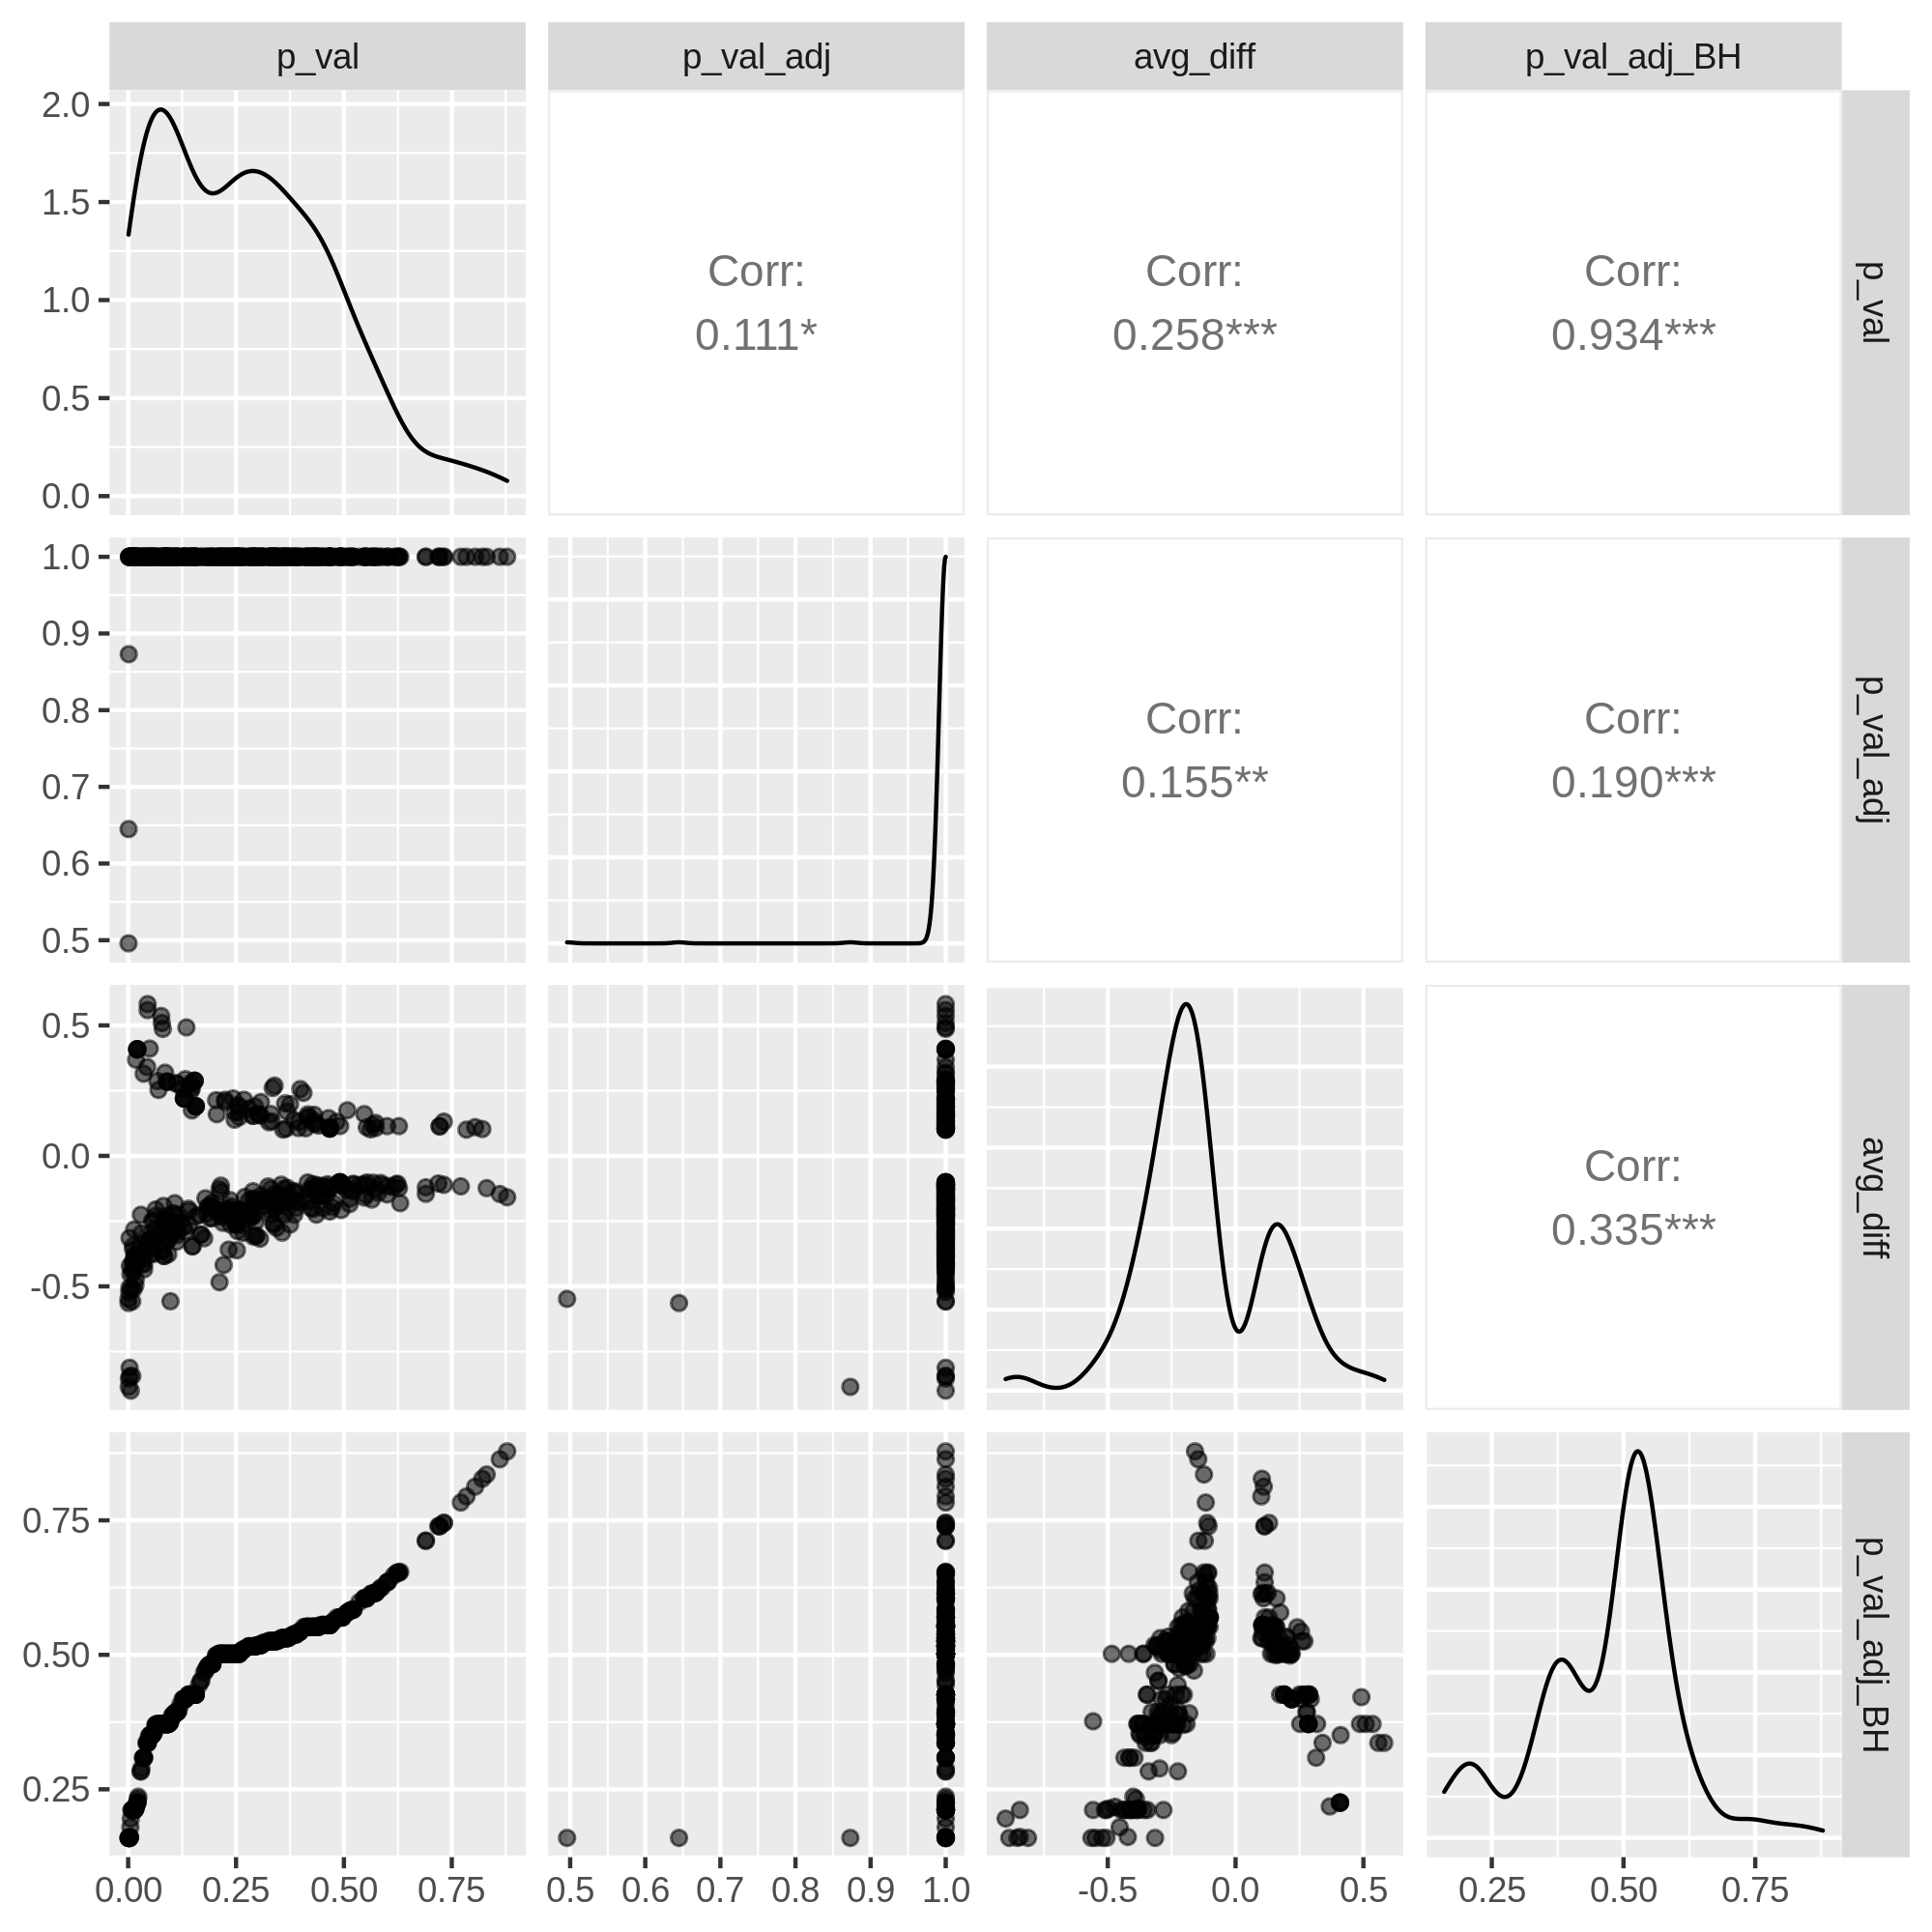 p_val
p_val_adj
avg_diff
p_val_adj_BH
2.0
1.5
1.0
0.5
0.0
Corr:
0.111*
Corr:
0.258***
Corr:
0.934***
p_val
1.0
0.9
0.8
0.7
0.6
0.5
Corr:
0.155**
Corr:
0.190***
p_val_adj
0.5
0.0
-0.5
Corr:
0.335***
avg_diff
0.75
0.50
0.25
p_val_adj_BH
0.00 0.25 0.50 0.75
0.5 0.6 0.7 0.8 0.9 1.0
-0.5 0.0 0.5
0.25 0.50 0.75